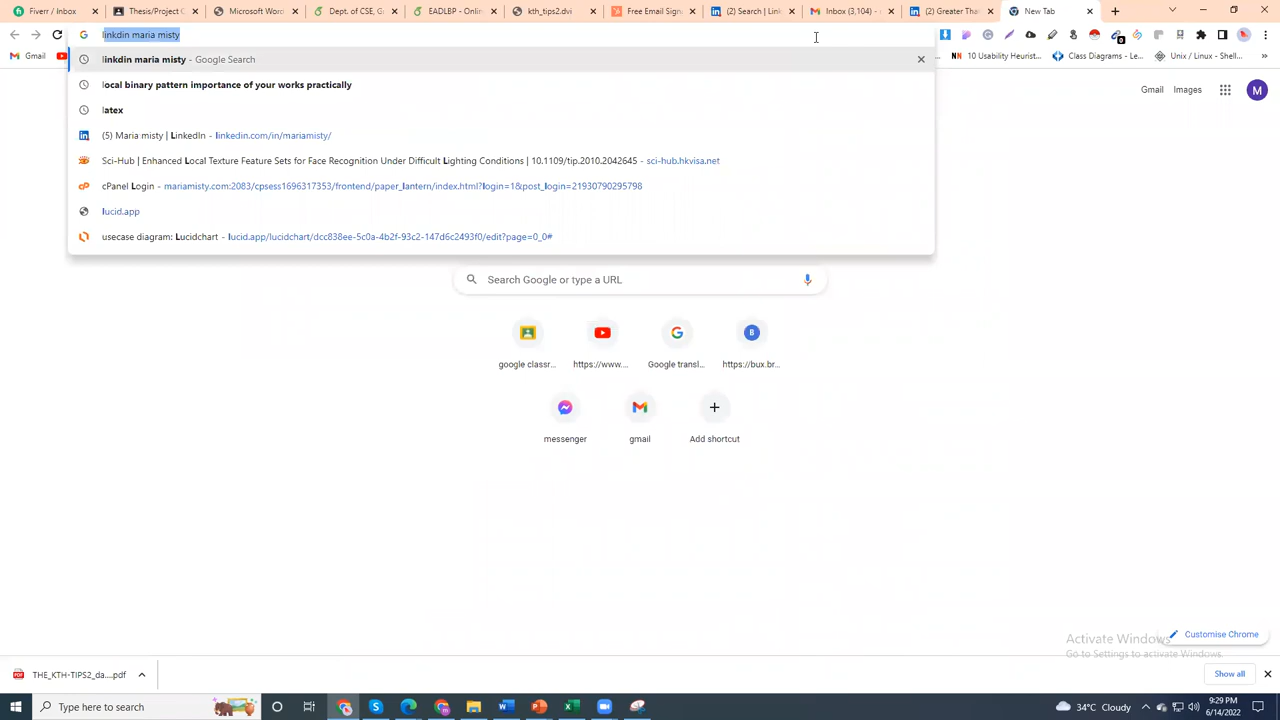 Fiverr / Inbox
Thesis/Project C
Microsoft Word
Dept. of CSE, G
EADLBP - Online
kth_tips2.dvi
Free Email Sign
(2) Search | Link
Inbox (3,104) -
(2) Greater Tha
New Tab
linkdin maria misty
Gmail
10 Usability Heurist...
Class Diagrams - Le...
Unix / Linux - Shell...
linkdin maria misty - Google Search
local binary pattern importance of your works practically
latex
(5) Maria misty | LinkedIn - linkedin.com/in/mariamisty/
Sci-Hub | Enhanced Local Texture Feature Sets for Face Recognition Under Difficult Lighting Conditions | 10.1109/tip.2010.2042645 - sci-hub.hkvisa.net
cPanel Login - mariamisty.com:2083/cpsess1696317353/frontend/paper_lantern/index.html?login=1&post_login=21930790295798
lucid.app
usecase diagram: Lucidchart - lucid.app/lucidchart/dcc838ee-5c0a-4b2f-93c2-147d6c2493f0/edit?page=0_0#
Gmail Images
M
Search Google or type a URL
google classr...
https://www....
Google transl...
B
https://bux.br...
messenger
gmail
Add shortcut
Activate Windows
Go to Settings to activate Windows.
Customise Chrome
THE_KTH-TIPS2_da....pdf
Show all
Type here to search
34°C Cloudy
9:29 PM
6/14/2022